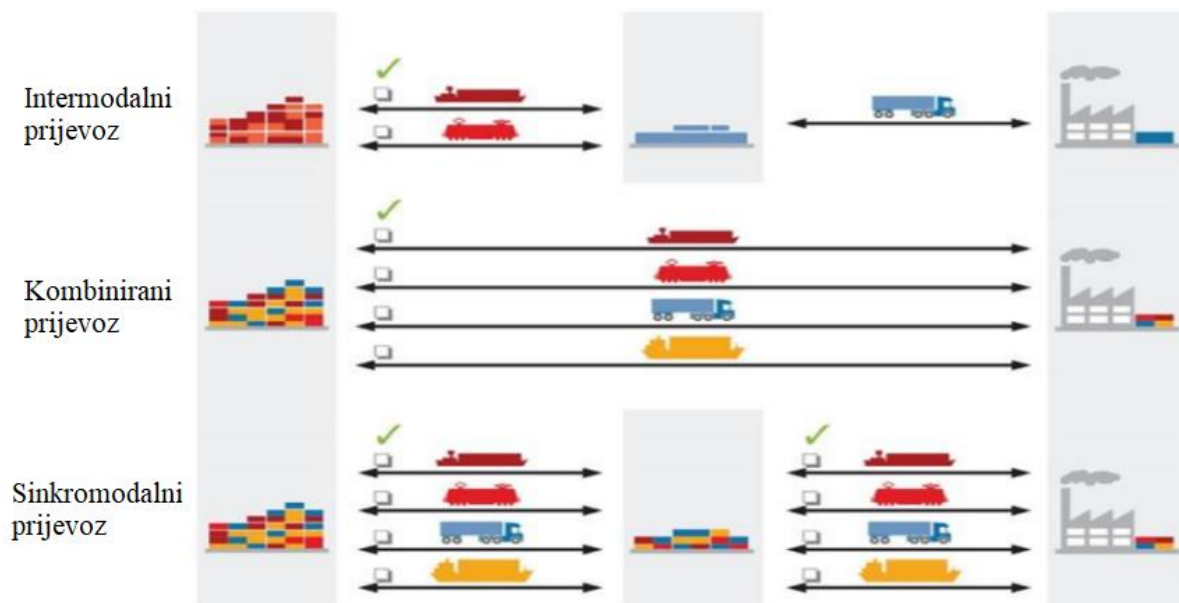 Intermodalni
prijevoz
Kombinirani
prijevoz
Sinkromodalni
prijevoz